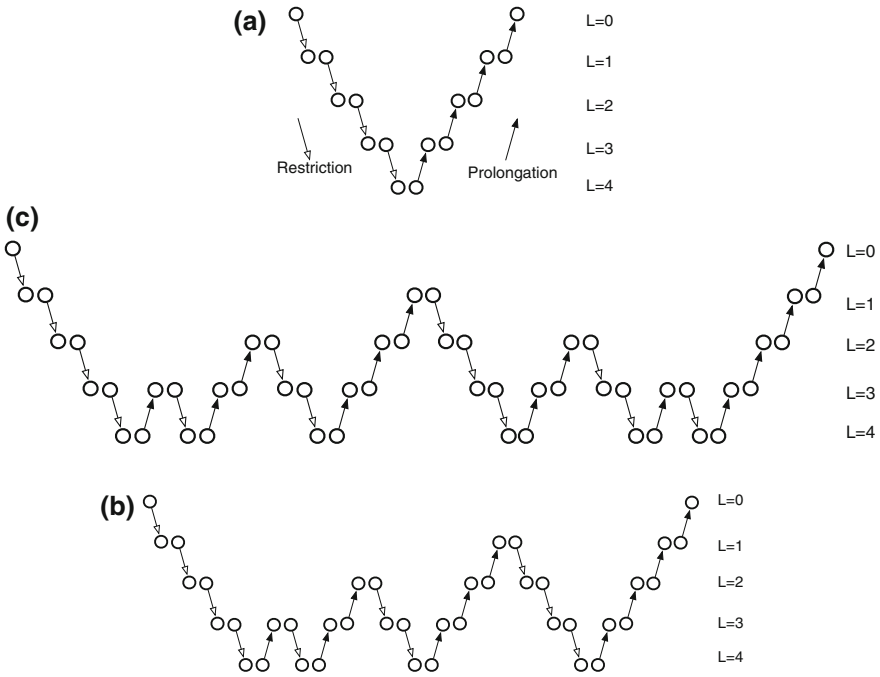 (a)
L=0
L=1
L=2
L=3
L=4
Restriction
Prolongation
(c)
L=0
L=1
L=2
L=3
L=4
(b)
L=0
L=1
L=2
L=3
L=4